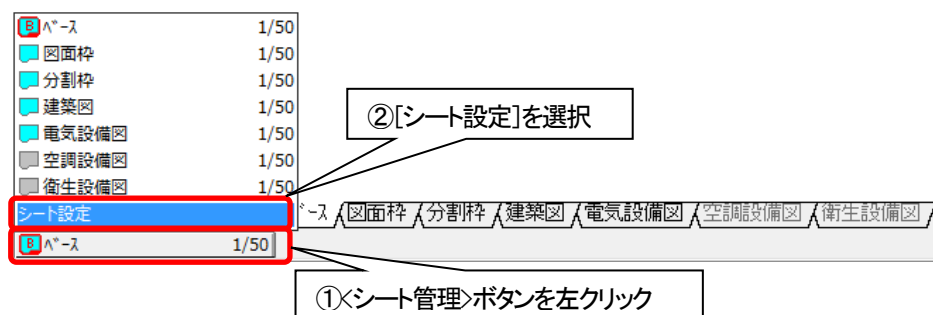 B ﾍﾞｰｽ 1/50
図面枠 1/50
分割枠 1/50
建築図 1/50
電気設備図 1/50
空調設備図 1/50
衛生設備図 1/50
シート設定
②[シート設定]を選択
ｰｽ 図面枠 分割枠 建築図 電気設備図 空調設備図 衛生設備図
B ﾍﾞｰｽ 1/50
①<シート管理>ボタンを左クリック